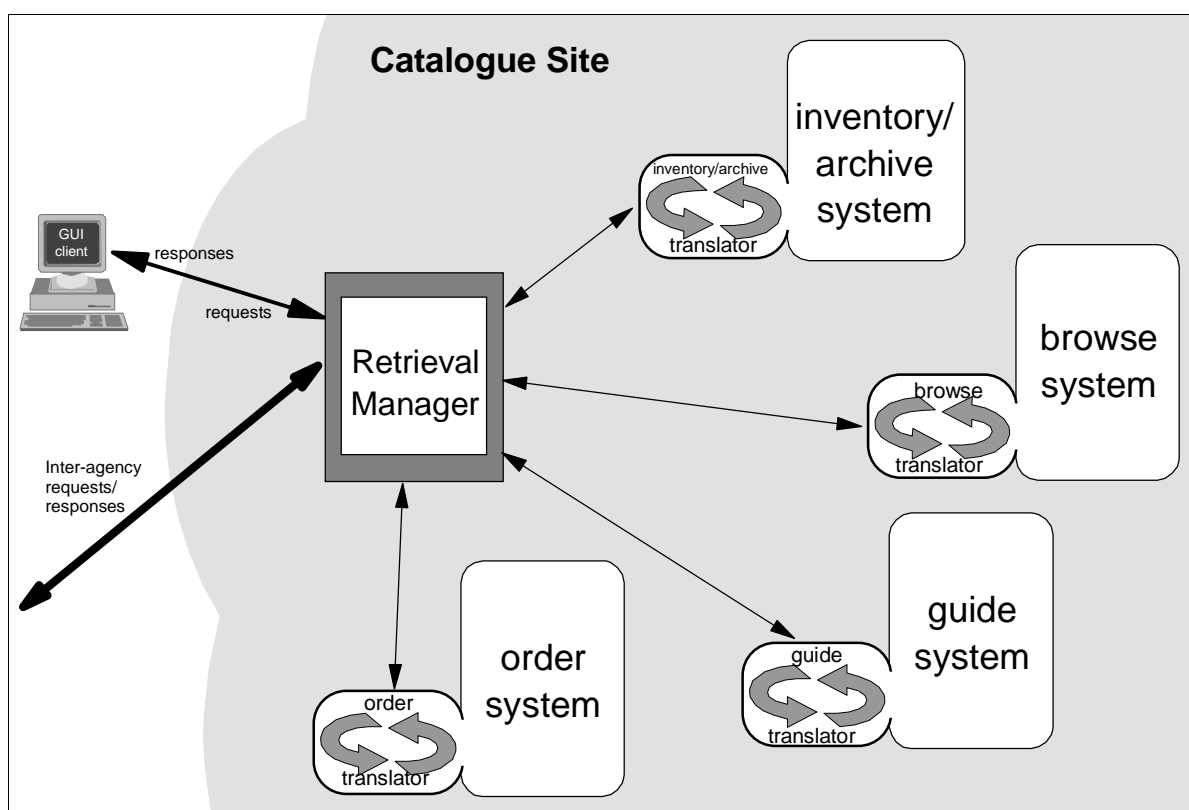 Catalogue Site
inventory/
archive
system
inventory/archive
translator
GUI
client
responses
requests
Retrieval
Manager
browse
system
browse
translator
Inter-agency
requests/
responses
guide
system
guide
translator
order
system
order
translator